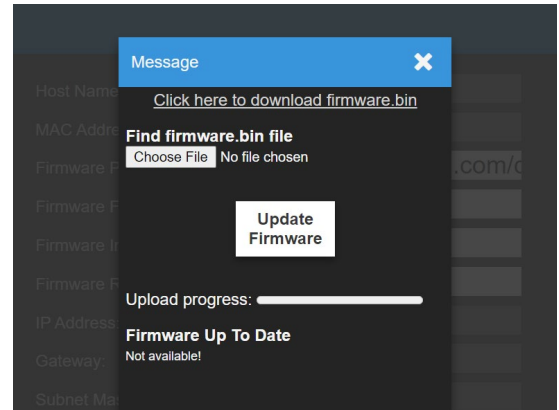 Message
Click here to download firmware.bin
Host Name
MAC Addre
Find firmware.bin file
Choose File No file chosen
Firmware P
.com/c
Firmware F
Update
Firmware
Firmware In
Firmware R
Upload progress:
IP Address
Firmware Up To Date
Not available!
Gateway:
Subnet Ma